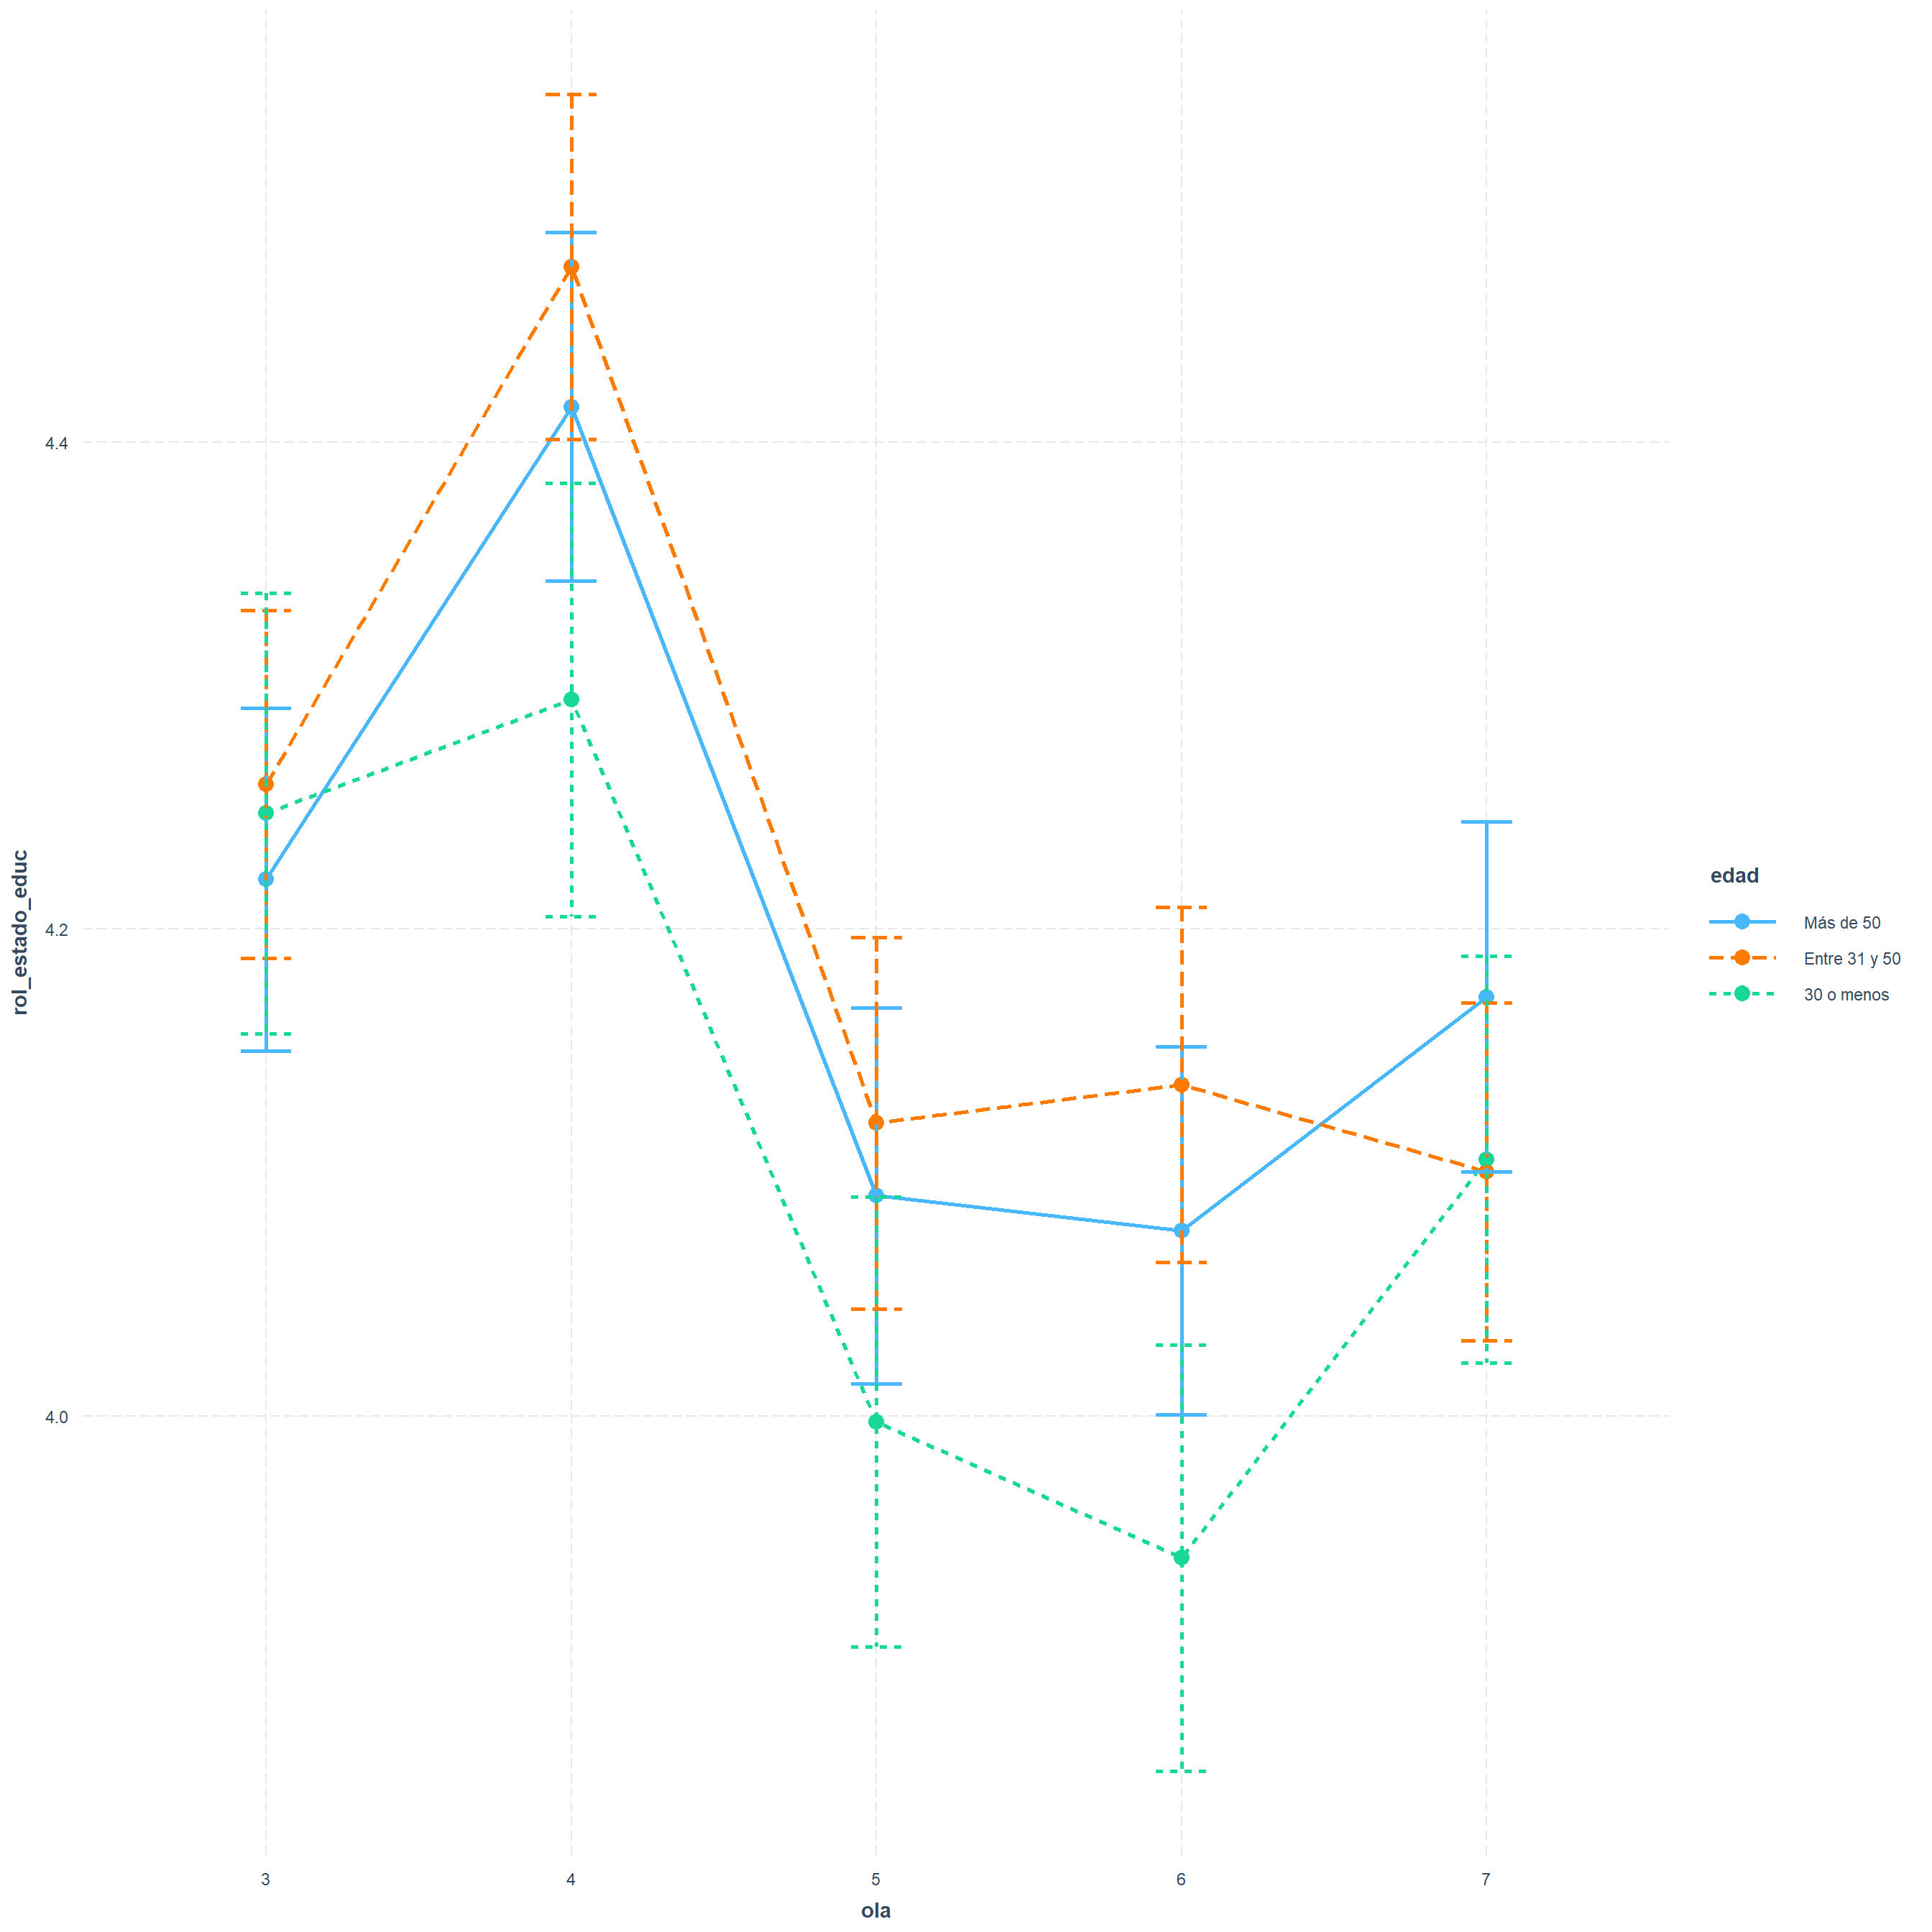 rol_estado_educ
4.4
4.2
4.0
3 4 5 6 7
ola
edad
Más de 50
Entre 31 y 50
30 o menos